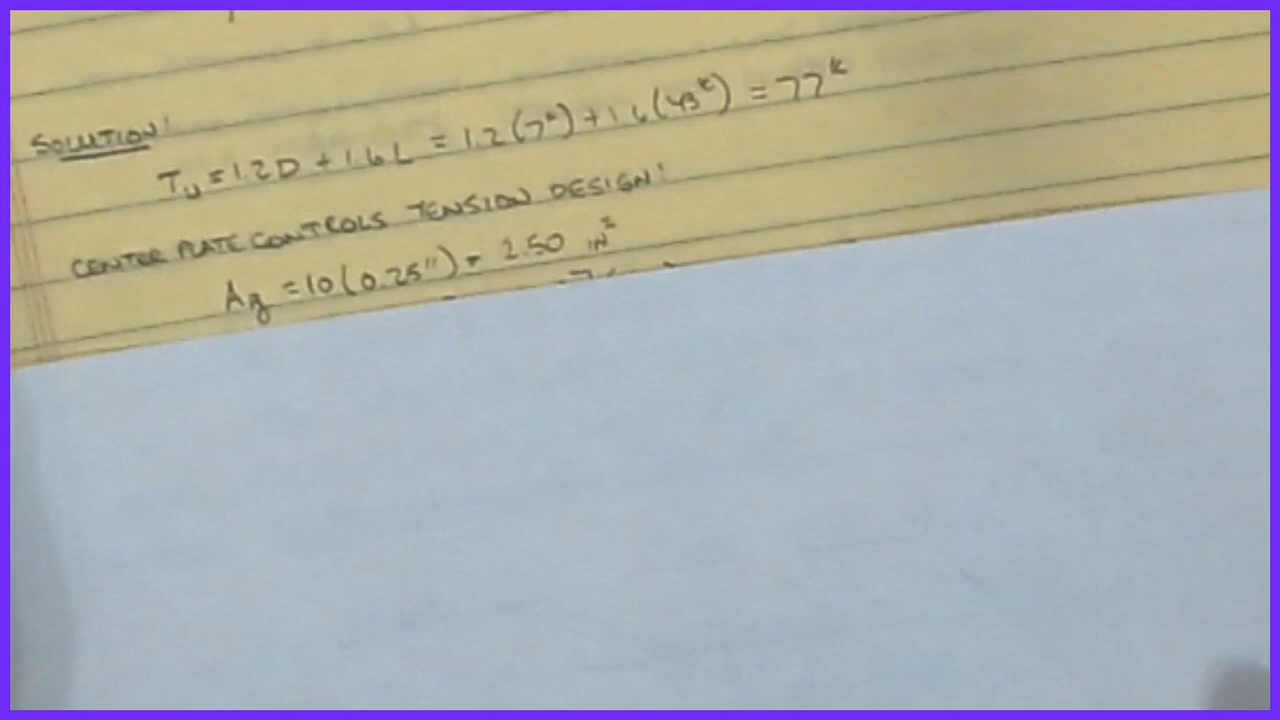 SOLUTION:
Tu = 1.2D + 1.6L = 1.2(7k) + 1.6(43k) = 77k
CENTER PLATE CONTROLS TENSION DESIGN:
Ag = 10(0.25") = 2.50 IN²